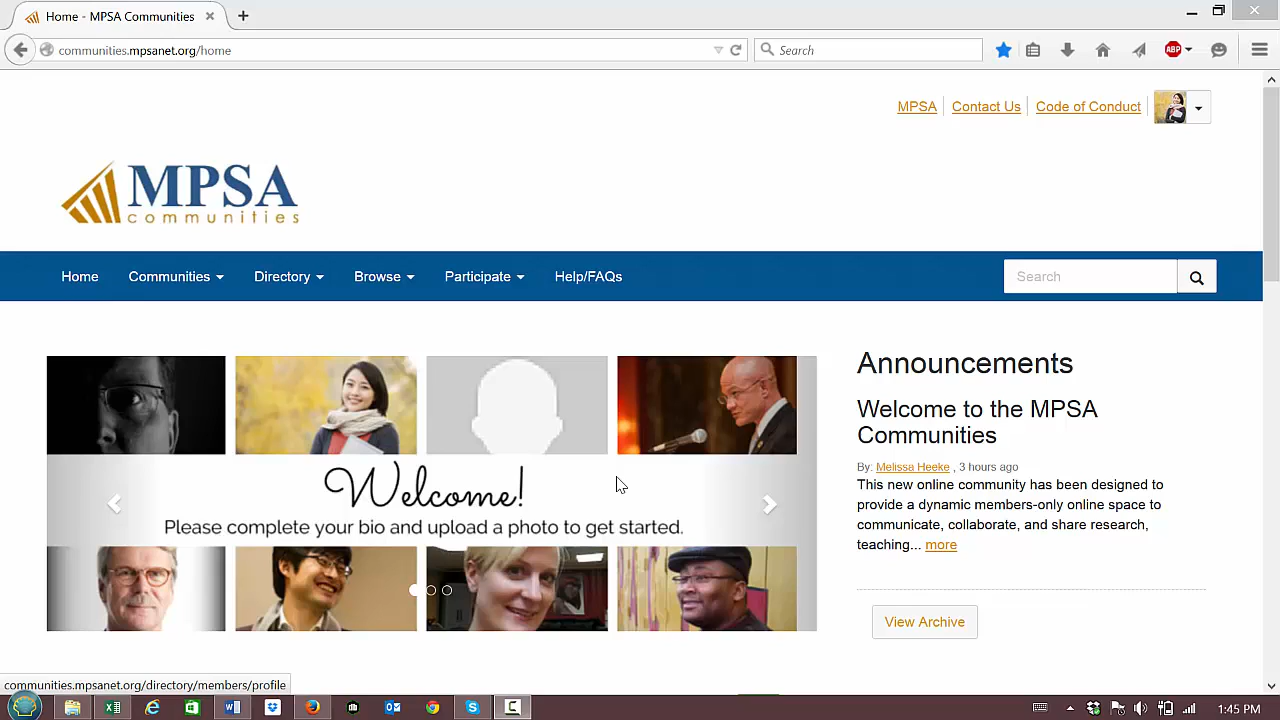 Home - MPSA Communities
communities.mpsanet.org/home
Search
ABP
MPSA
Contact Us
Code of Conduct
MPSA
communities
Home
Communities
Directory
Browse
Participate
Help/FAQs
Search
Welcome!
Please complete your bio and upload a photo to get started.
Announcements
Welcome to the MPSA
Communities
By: Melissa Heeke , 3 hours ago
This new online community has been designed to
provide a dynamic members-only online space to
communicate, collaborate, and share research,
teaching... more
View Archive
communities.mpsanet.org/directory/members/profile
1:45 PM